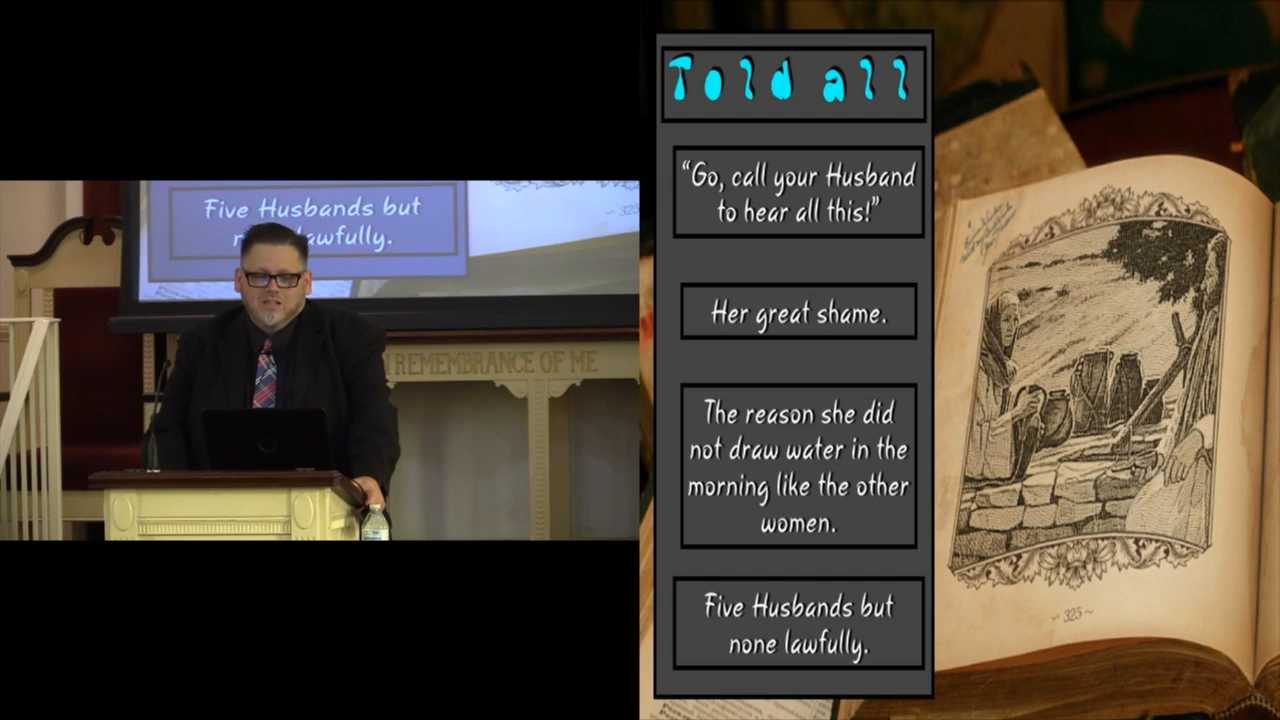 Five Husbands but
lawfully.
REMEMBRANCE OF ME
Told all
“Go, call your Husband
to hear all this!”
Her great shame.
The reason she did
not draw water in the
morning like the other
women.
Five Husbands but
none lawfully.
~ 325 ~